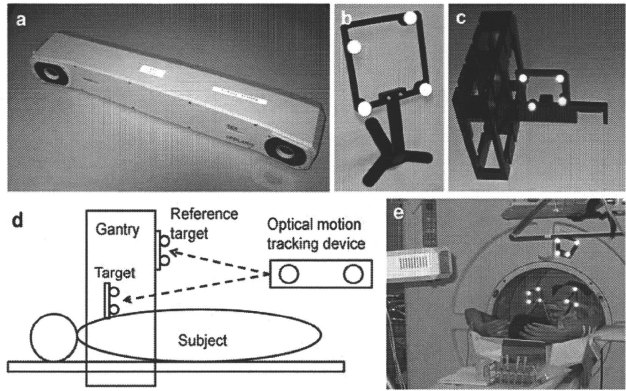 a
b
c
d
Gantry
Reference
target
Optical motion
tracking device
Target
Subject
e